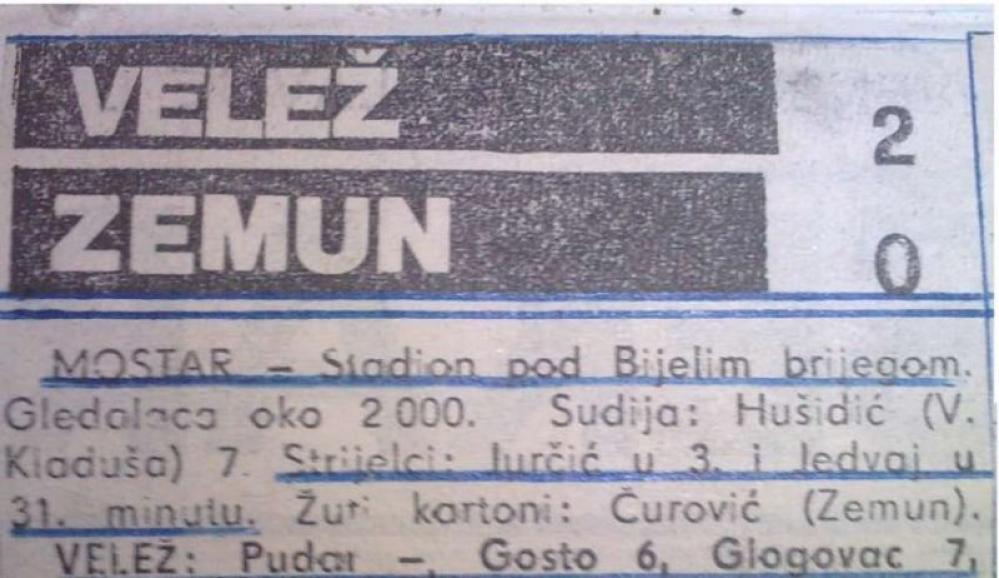 VELEŽ 2
ZEMUN 0
MOSTAR — Stadion pod Bijelim brijegom.
Gledalaca oko 2 000. Sudija: Hušidić (V.
Kladuša) 7. Strijelci: Jurčić u 3. i Jedvaj u
31. minutu. Žuti kartoni: Čurović (Zemun).
VELEŽ: Pudar —, Gosto 6, Glogovac 7,